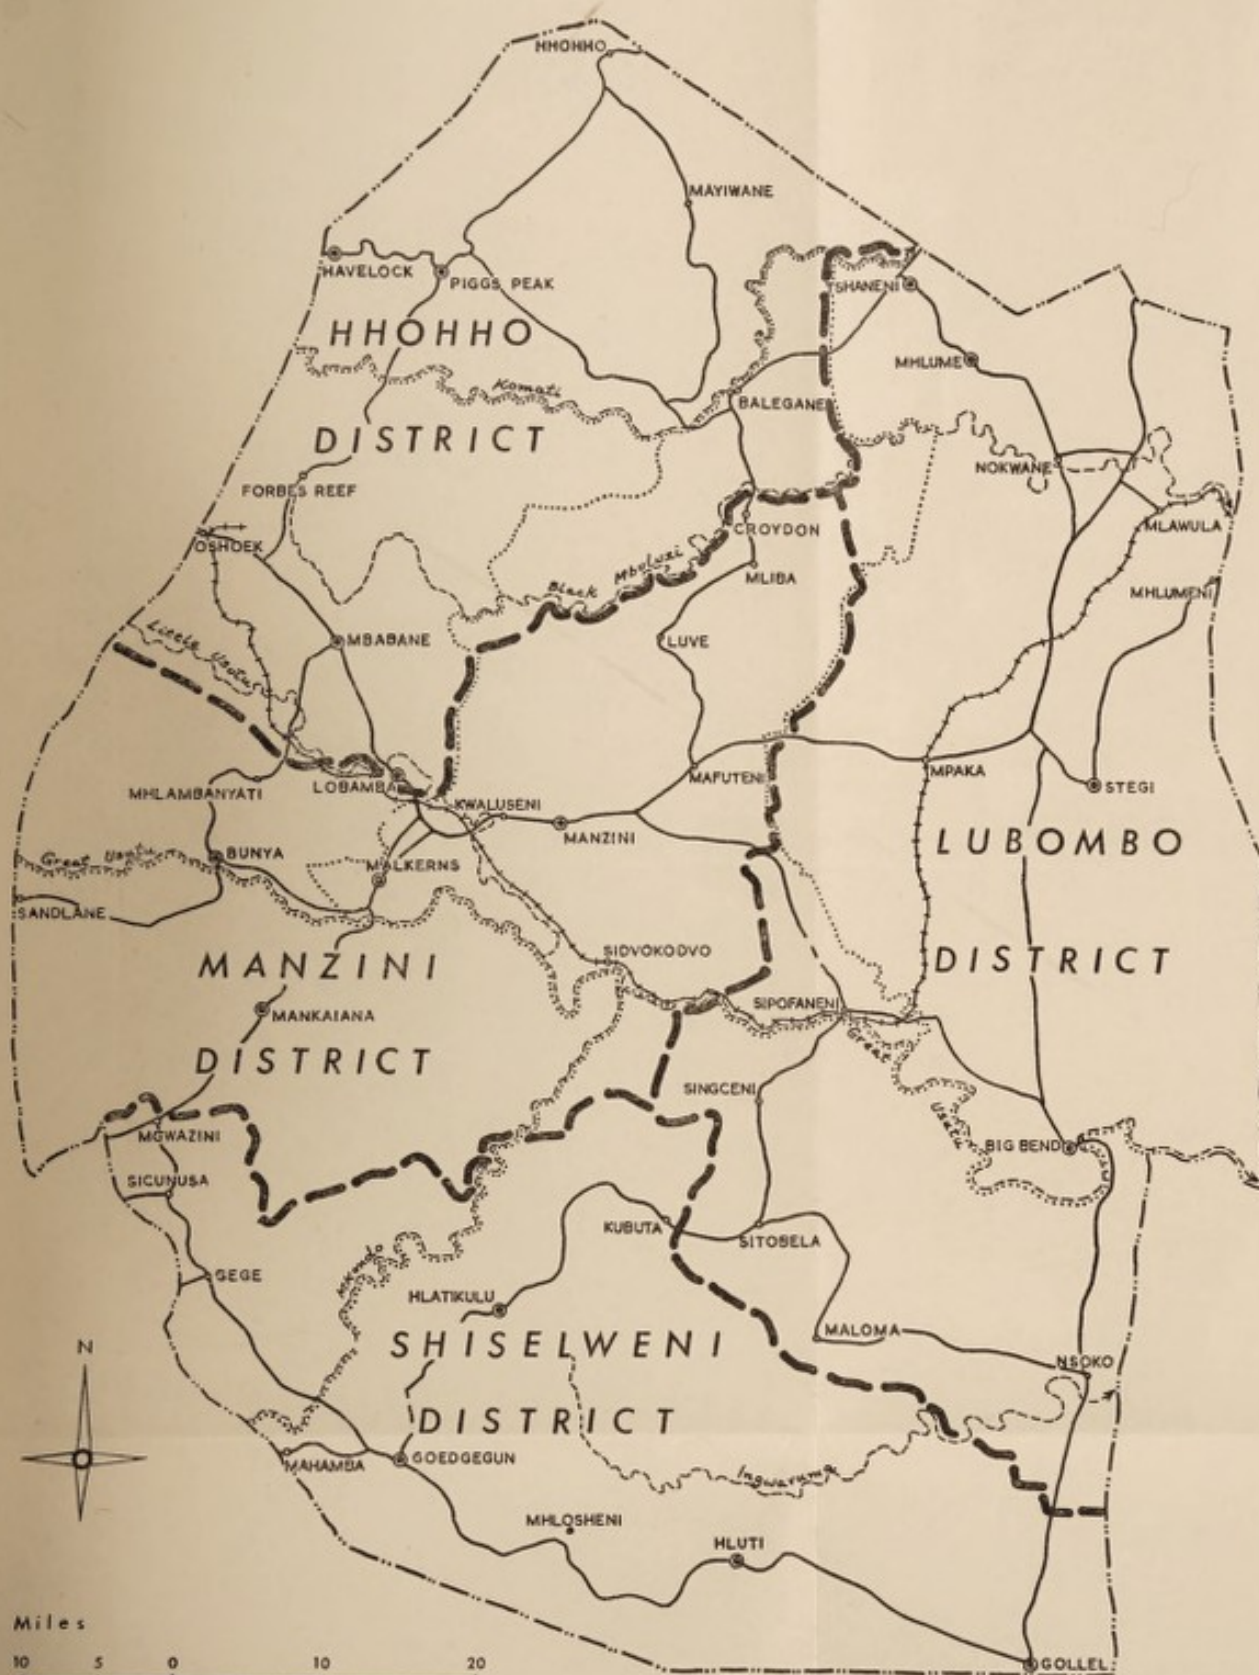 HHOHHO
MAYIWANE
HAVELOCK
PIGGS PEAK
SHANENI
HHOHHO
MHLUME
Komati
BALEGANE
DISTRICT
NOKWANE
FORBES REEF
CROYDON
MLAWULA
OSHOEK
Black Mbuluzi
MLIBA
MHLUMENI
Little Usutu
MBABANE
LUVE
MHLAMBANYATI
LOBAMBA
MAFUTENI
MPAKA
STEGI
KWALUSENI
MANZINI
LUBOMBO
Great Usutu
BUNYA
MALKERNS
SANDLANE
SIDVOKODVO
MANZINI
DISTRICT
MANKAIANA
SIPOFANENI
DISTRICT
Great
Usutu
SINGCENI
MGWAZINI
BIG BEND
SICUNUSA
KUBUTA
SITOBELA
Mkondo
GEGE
HLATIKULU
SHISELWENI
MALOMA
N
NSOKO
DISTRICT
MAHAMBA
GOEDGEGUN
Ingwavuma
MHLOSHENI
HLUTI
Miles
10 5 0 10 20
GOLLEL